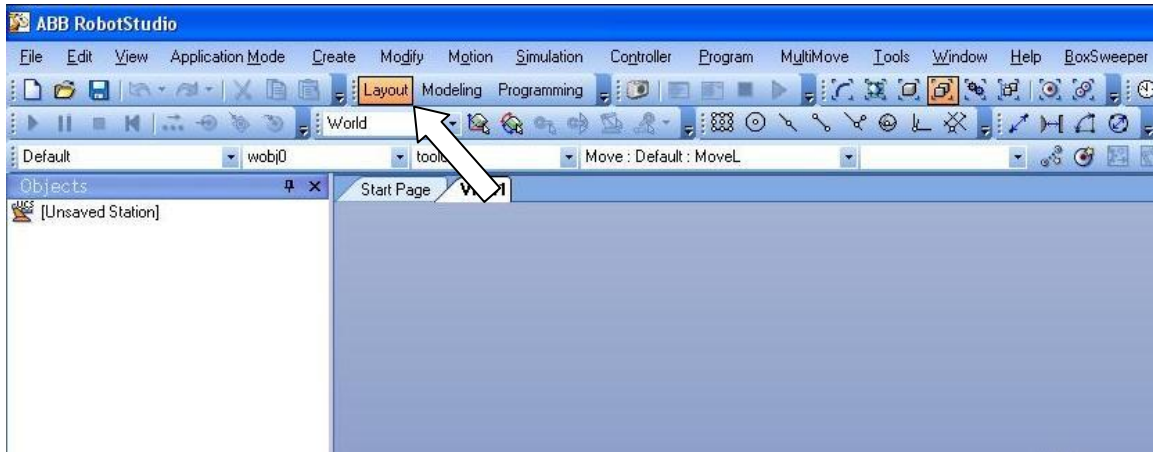 ABB RobotStudio
File Edit View Application Mode Create Modify Motion Simulation Controller Program MultiMove Tools Window Help BoxSweeper
Layout Modeling Programming
World
Default wobj0 Move : Default : MoveL
Objects Start Page
UCS [Unsaved Station]